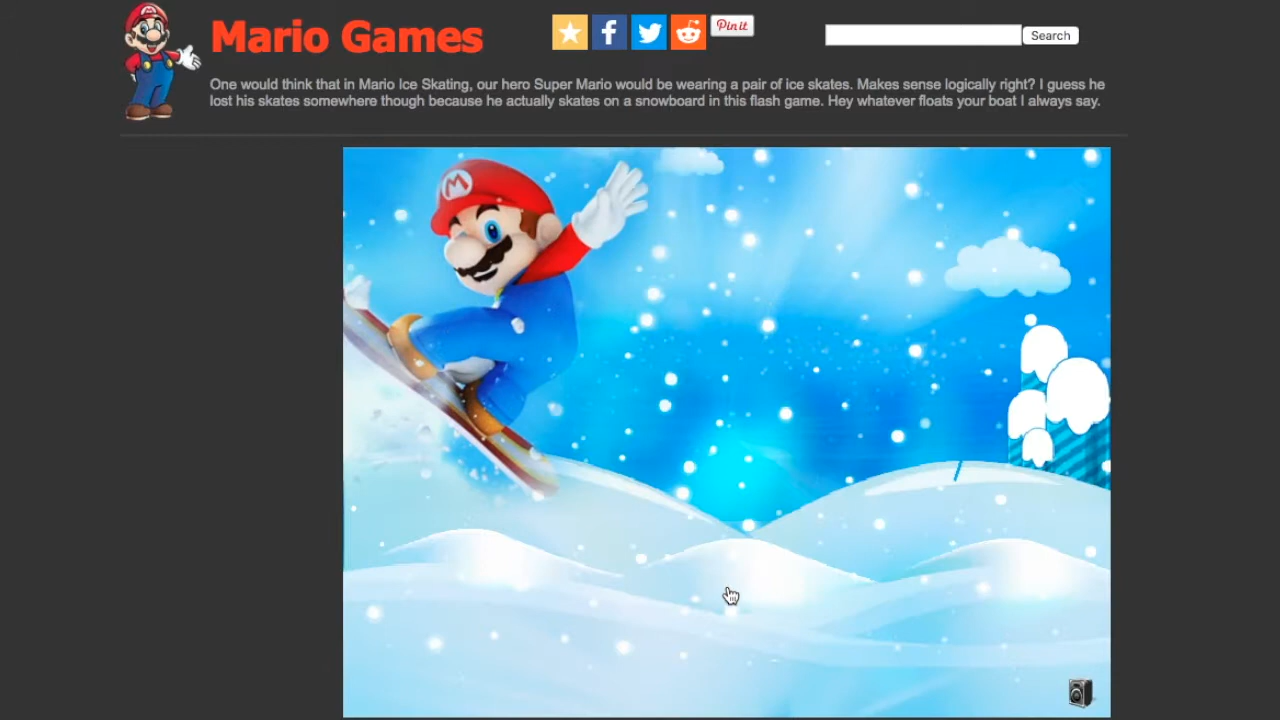 Mario Games
Pin it
Search
One would think that in Mario Ice Skating, our hero Super Mario would be wearing a pair of ice skates. Makes sense logically right? I guess he
lost his skates somewhere though because he actually skates on a snowboard in this flash game. Hey whatever floats your boat I always say.
M